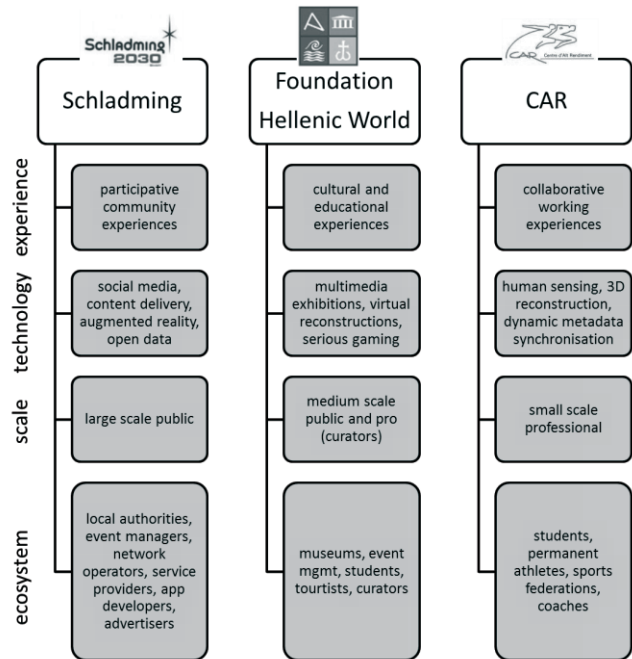 Schladming
2030
CAR Centre d'Alt Rendiment
Schladming
Foundation
Hellenic World
CAR
experience
participative
community
experiences
cultural and
educational
experiences
collaborative
working
experiences
technology
social media,
content delivery,
augmented reality,
open data
multimedia
exhibitions, virtual
reconstructions,
serious gaming
human sensing, 3D
reconstruction,
dynamic metadata
synchronisation
scale
large scale public
medium scale
public and pro
(curators)
small scale
professional
ecosystem
local authorities,
event managers,
network
operators, service
providers, app
developers,
advertisers
museums, event
mgmt, students,
tourtists, curators
students,
permanent
athletes, sports
federations,
coaches